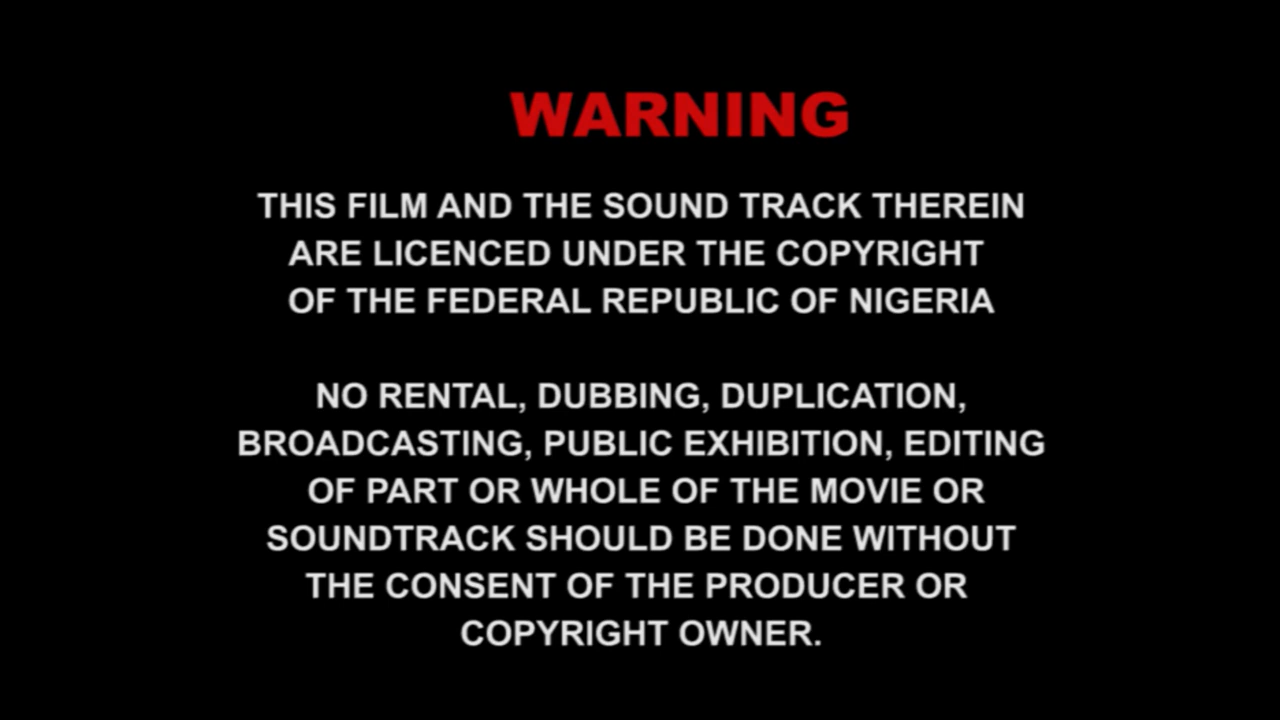 WARNING
THIS FILM AND THE SOUND TRACK THEREIN
ARE LICENCED UNDER THE COPYRIGHT
OF THE FEDERAL REPUBLIC OF NIGERIA
NO RENTAL, DUBBING, DUPLICATION,
BROADCASTING, PUBLIC EXHIBITION, EDITING
OF PART OR WHOLE OF THE MOVIE OR
SOUNDTRACK SHOULD BE DONE WITHOUT
THE CONSENT OF THE PRODUCER OR
COPYRIGHT OWNER.